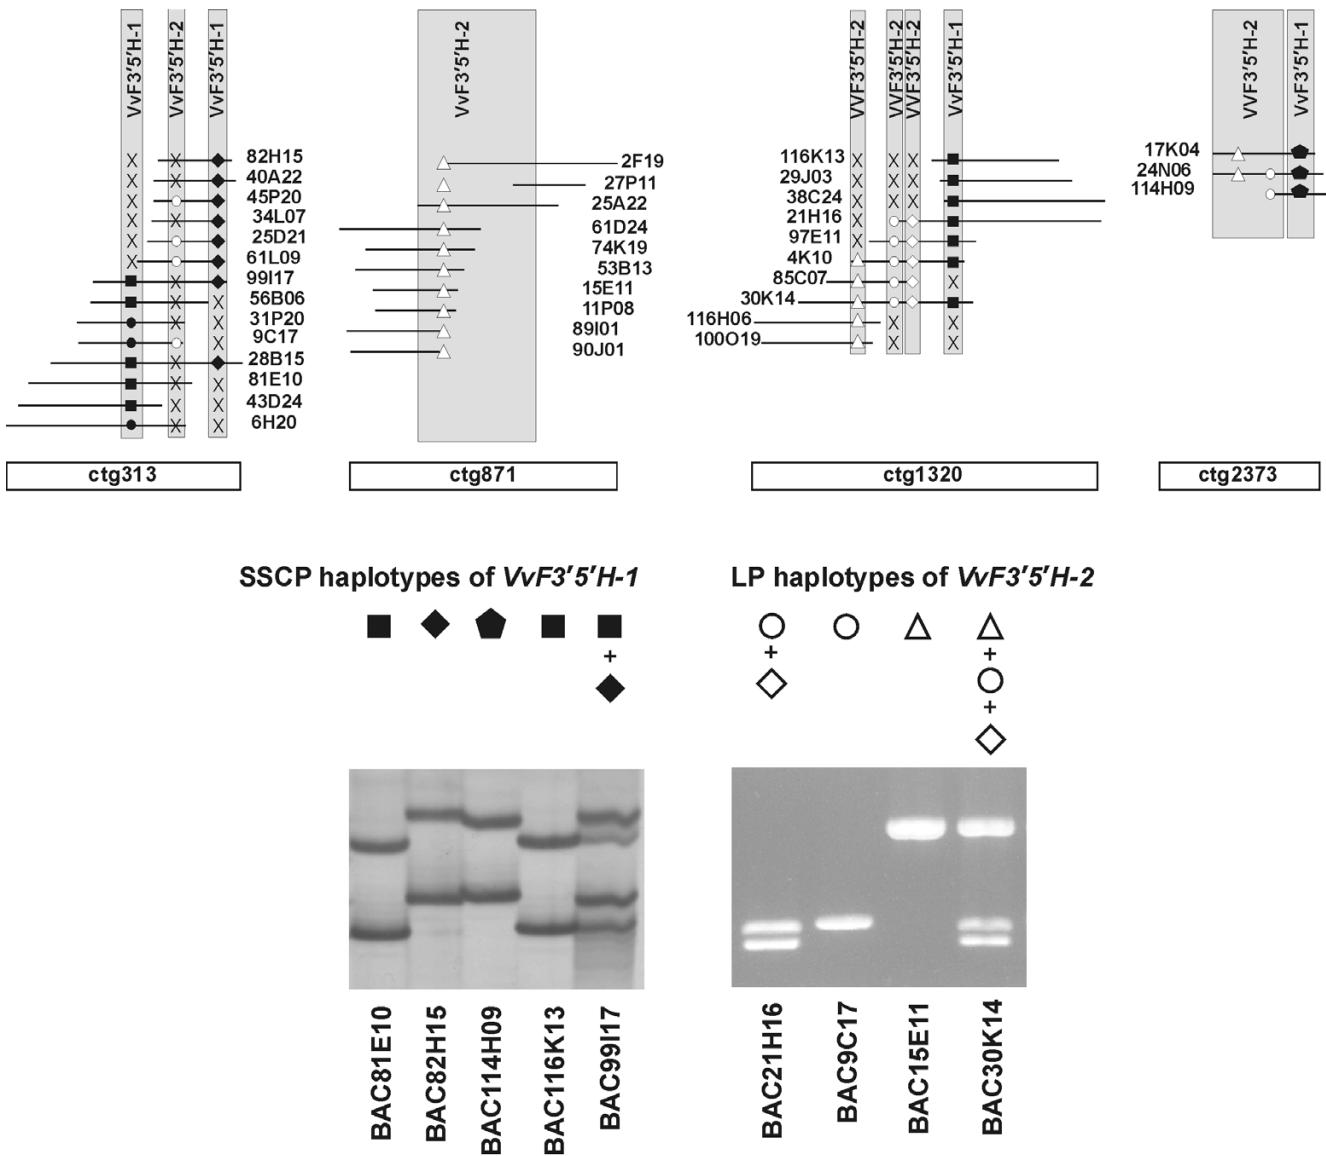 VvF3′5′H-1
VvF3′5′H-2
VvF3′5′H-1
VvF3′5′H-2
VVF3′5′H-2
VVF3′5′H-2
VVF3′5′H-2
VvF3′5′H-1
VVF3′5′H-2
VvF3′5′H-1
X X 82H15
X X 40A22
X 45P20
X X 34L07
X 25D21
X 61L09
X 99I17
X X 56B06
X X 31P20
X 9C17
X 28B15
X X 81E10
X X 43D24
X X 6H20
2F19
27P11
25A22
61D24
74K19
53B13
15E11
11P08
89I01
90J01
116K13 X X X
29J03 X X X
38C24 X X X
21H16 X
97E11 X
4K10
85C07 X
30K14
116H06 X X
100O19 X X
17K04
24N06
114H09
ctg313
ctg871
ctg1320
ctg2373
SSCP haplotypes of VvF3′5′H-1
+
LP haplotypes of VvF3′5′H-2
+
+
+
BAC81E10
BAC82H15
BAC114H09
BAC116K13
BAC99I17
BAC21H16
BAC9C17
BAC15E11
BAC30K14